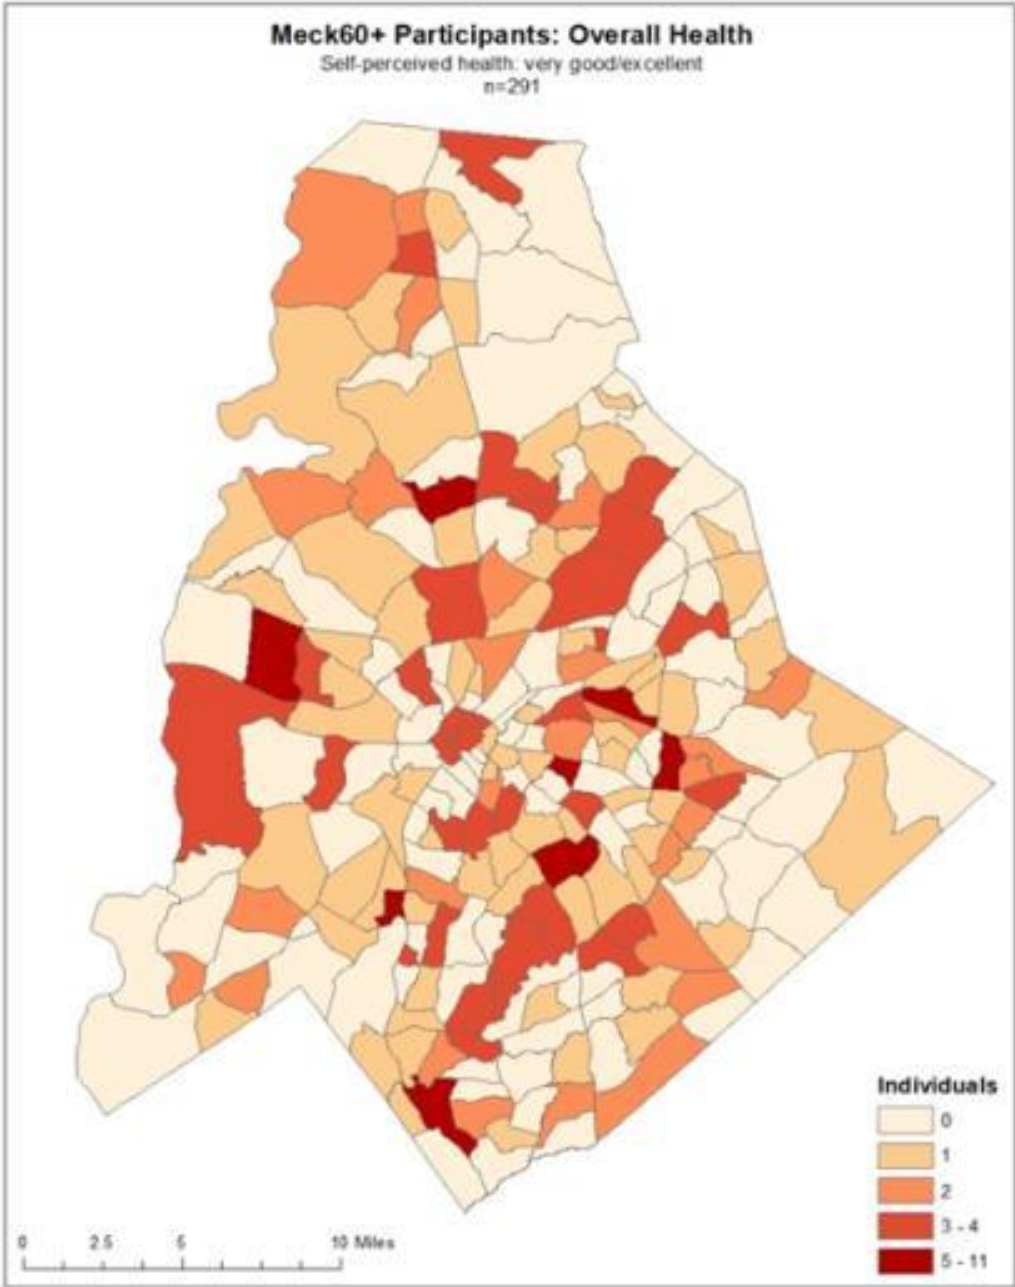 Meck60+ Participants: Overall Health
Self-perceived health: very good/excellent
n=291
Individuals
0
1
2
3 - 4
5 - 11
0 2.5 5 10 Miles